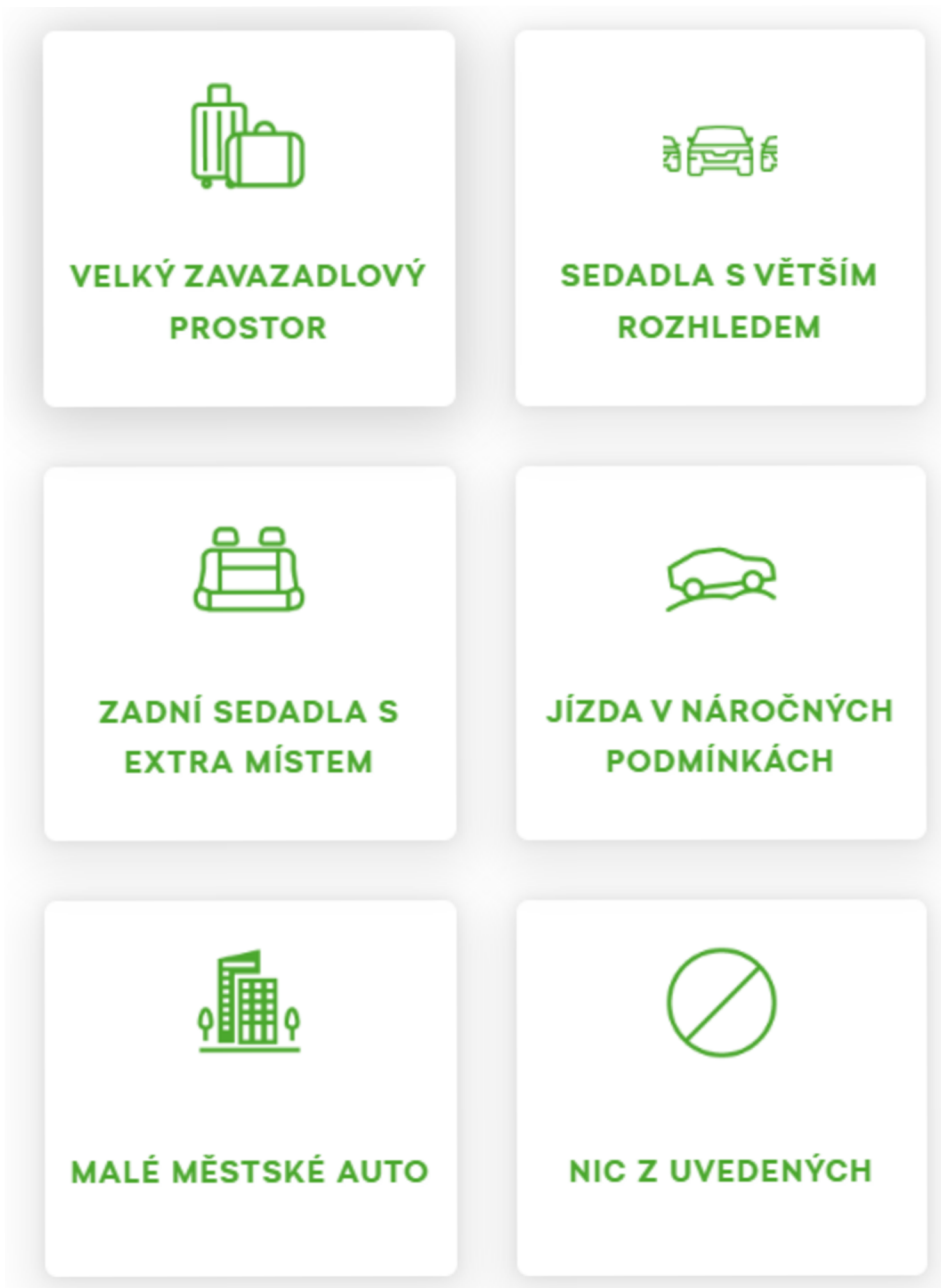 VELKÝ ZAVAZADLOVÝ
PROSTOR
SEDADLA S VĚTŠÍM
ROZHLEDEM
ZADNÍ SEDADLA S
EXTRA MÍSTEM
JÍZDA V NÁROČNÝCH
PODMÍNKÁCH
MALÉ MĚSTSKÉ AUTO
NIC Z UVEDENÝCH